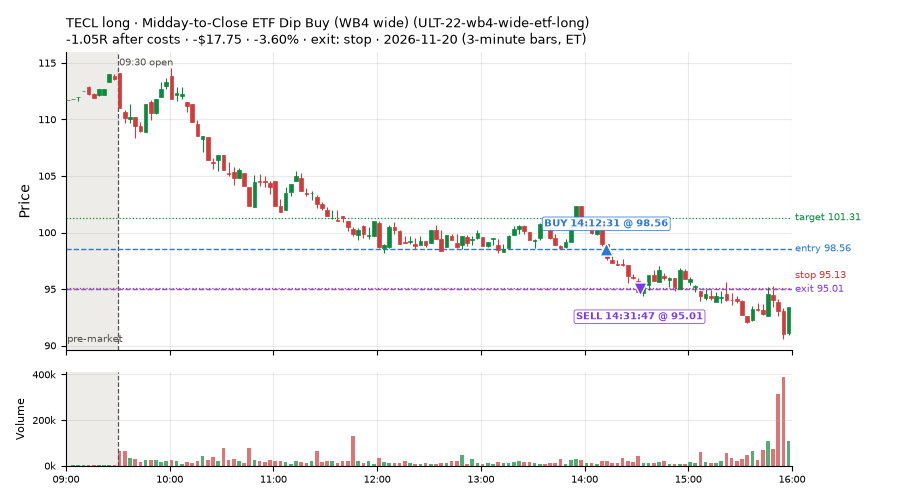 TECL long · Midday-to-Close ETF Dip Buy (WB4 wide) (ULT-22-wb4-wide-etf-long)
-1.05R after costs · -$17.75 · -3.60% · exit: stop · 2026-11-20 (3-minute bars, ET)
115
09:30 open
110
Price
105
target 101.31
BUY 14:12:31 @ 98.56
100
entry 98.56
stop 95.13
95
exit 95.01
SELL 14:31:47 @ 95.01
pre-market
90
400k
Volume
200k
0k
09:00 10:00 11:00 12:00 13:00 14:00 15:00 16:00